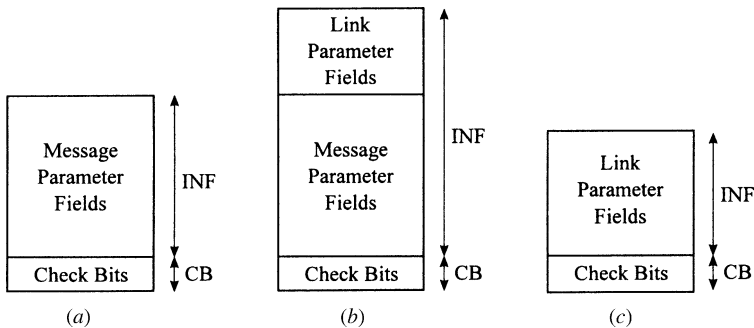 Message
Parameter
Fields
INF
Check Bits
CB
(a)
Link
Parameter
Fields
Message
Parameter
Fields
INF
Check Bits
CB
(b)
Link
Parameter
Fields
INF
Check Bits
CB
(c)